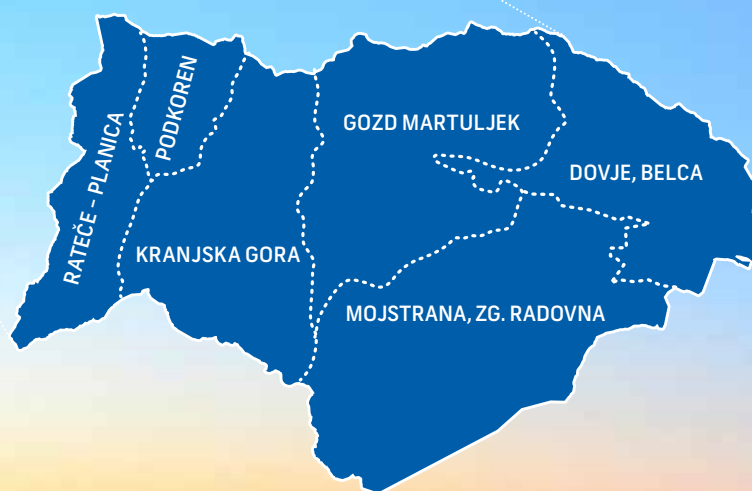 RATEČE – PLANICA
PODKOREN
KRANJSKA GORA
GOZD MARTULJEK
DOVJE, BELCA
MOJSTRANA, ZG. RADOVNA